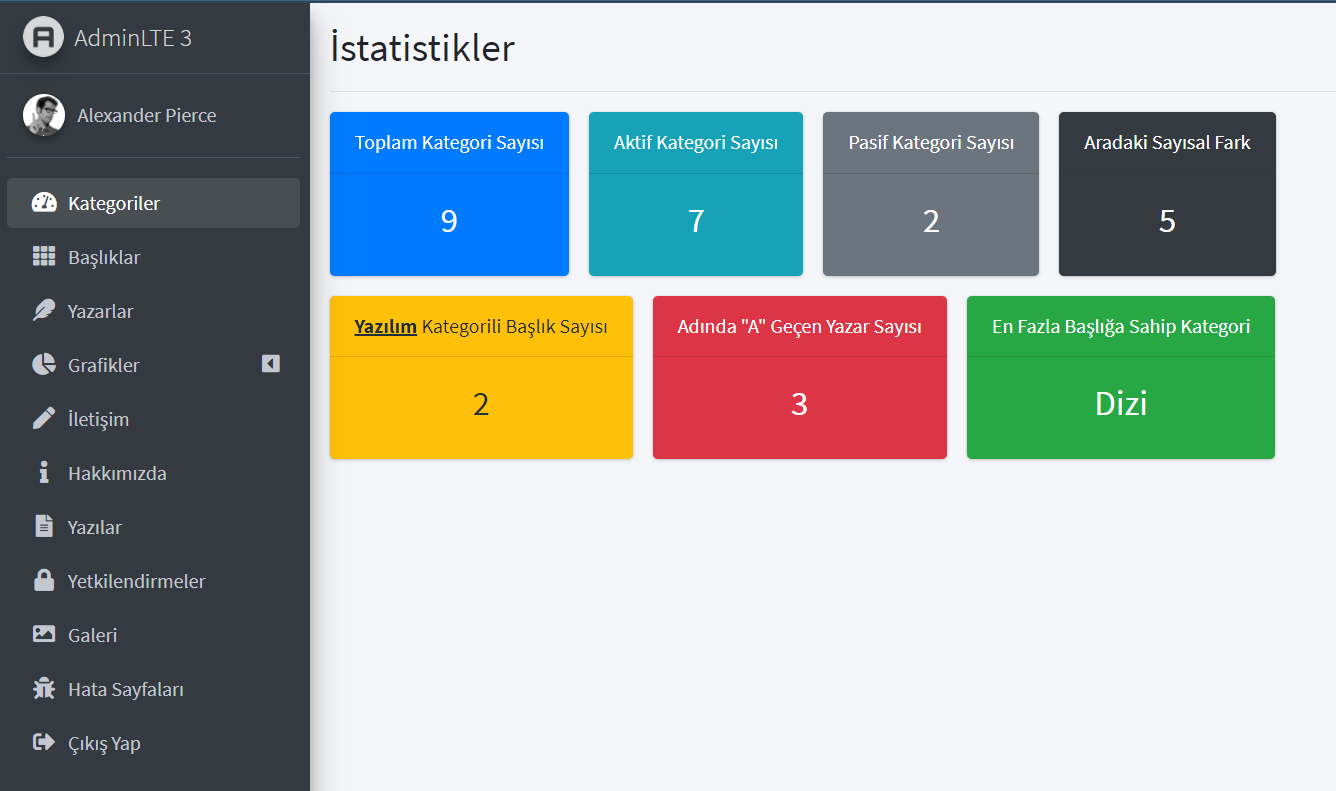 AdminLTE 3
Alexander Pierce
Kategoriler
Başlıklar
Yazarlar
Grafikler
İletişim
Hakkımızda
Yazılar
Yetkilendirmeler
Galeri
Hata Sayfaları
Çıkış Yap
İstatistikler
Toplam Kategori Sayısı
9
Aktif Kategori Sayısı
7
Pasif Kategori Sayısı
2
Aradaki Sayısal Fark
5
Yazılım Kategorili Başlık Sayısı
2
Adında "A" Geçen Yazar Sayısı
3
En Fazla Başlığa Sahip Kategori
Dizi